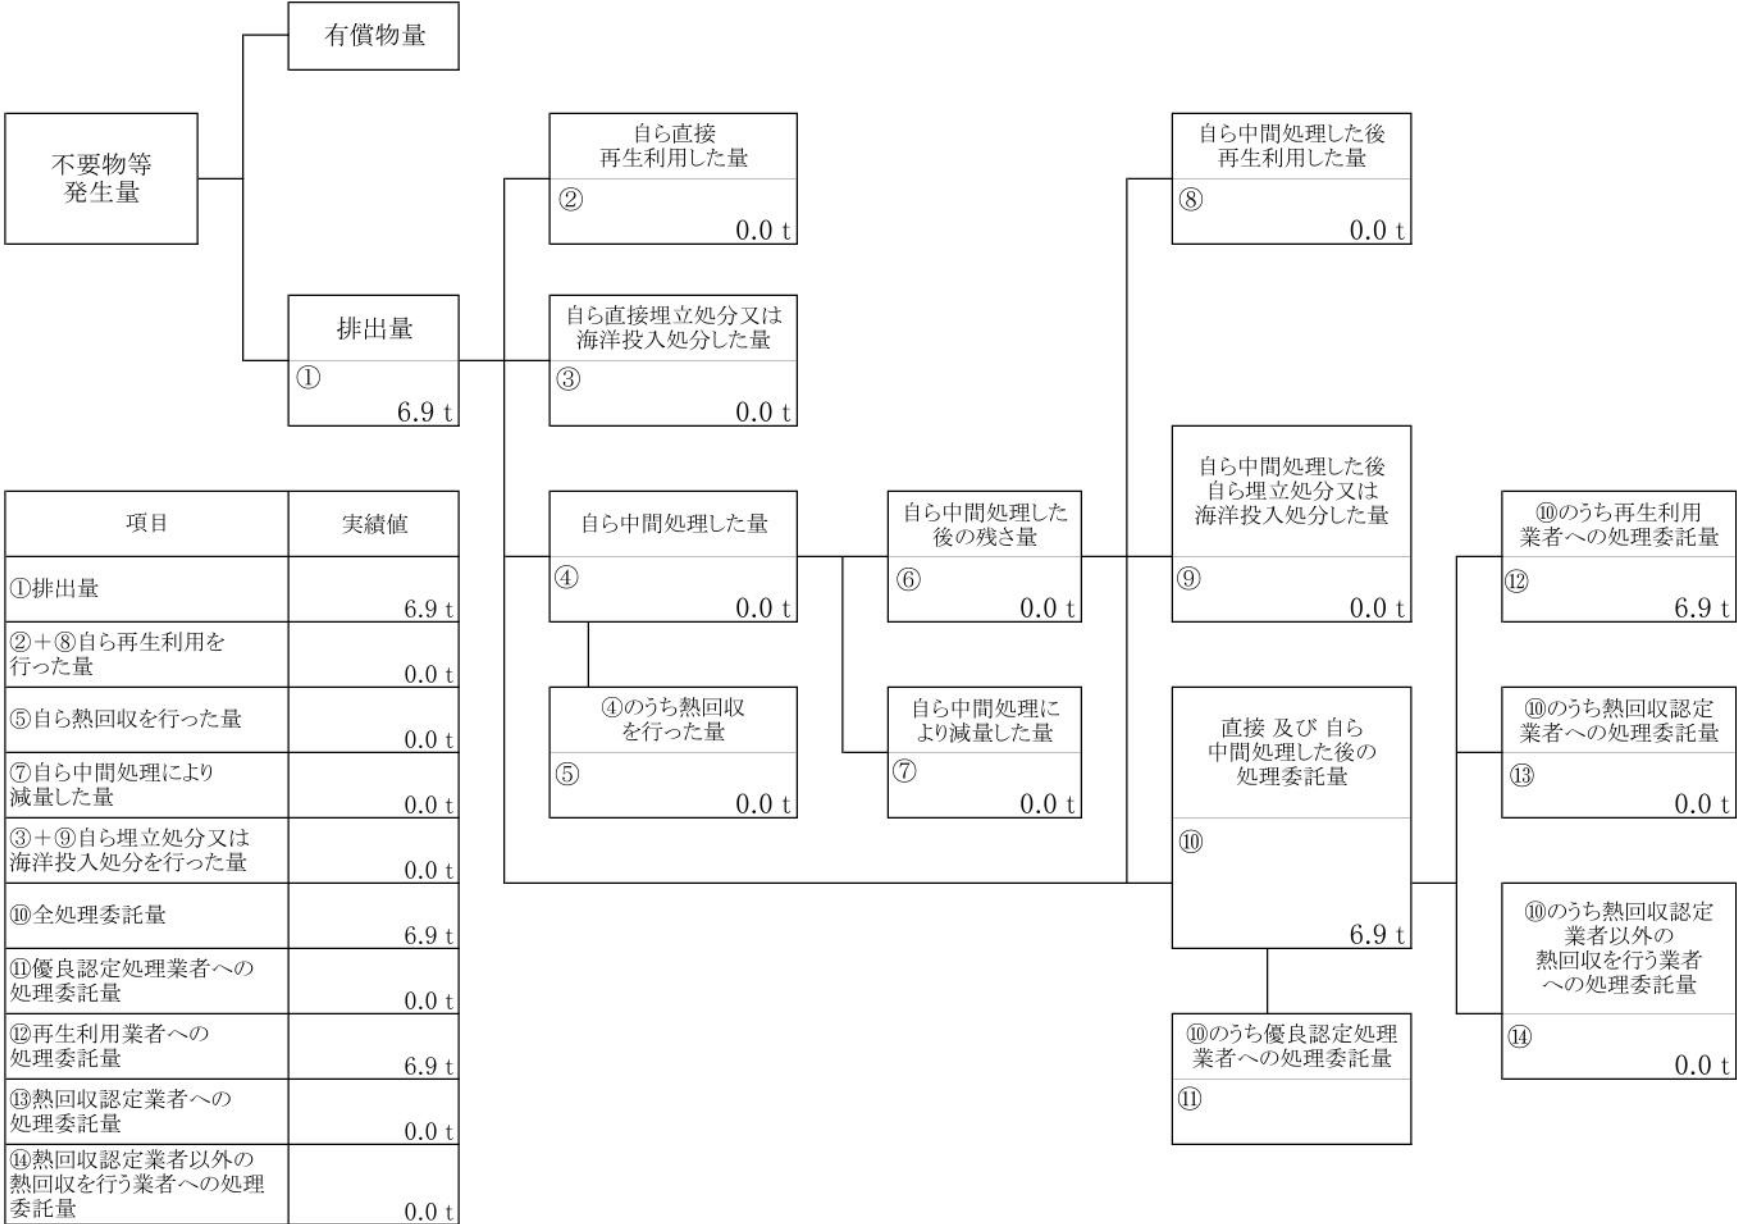 有償物量
不要物等
発生量
自ら直接
再生利用した量
②
0.0 t
自ら中間処理した後
再生利用した量
⑧
0.0 t
排出量
①
6.9 t
自ら直接埋立処分又は
海洋投入処分した量
③
0.0 t
自ら中間処理した量
④
0.0 t
自ら中間処理した
後の残さ量
⑥
0.0 t
自ら中間処理した後
自ら埋立処分又は
海洋投入処分した量
⑨
0.0 t
⑩のうち再生利用
業者への処理委託量
⑫
6.9 t
④のうち熱回収
を行った量
⑤
0.0 t
自ら中間処理に
より減量した量
⑦
0.0 t
直接 及び 自ら
中間処理した後の
処理委託量
⑩
6.9 t
⑩のうち熱回収認定
業者への処理委託量
⑬
0.0 t
⑩のうち熱回収認定
業者以外の
熱回収を行う業者
への処理委託量
⑭
0.0 t
⑩のうち優良認定処理
業者への処理委託量
⑪
項目 実績値
①排出量
6.9 t
②＋⑧自ら再生利用を
行った量
0.0 t
⑤自ら熱回収を行った量
0.0 t
⑦自ら中間処理により
減量した量
0.0 t
③＋⑨自ら埋立処分又は
海洋投入処分を行った量
0.0 t
⑩全処理委託量
6.9 t
⑪優良認定処理業者への
処理委託量
0.0 t
⑫再生利用業者への
処理委託量
6.9 t
⑬熱回収認定業者への
処理委託量
0.0 t
⑭熱回収認定業者以外の
熱回収を行う業者への処理
委託量
0.0 t